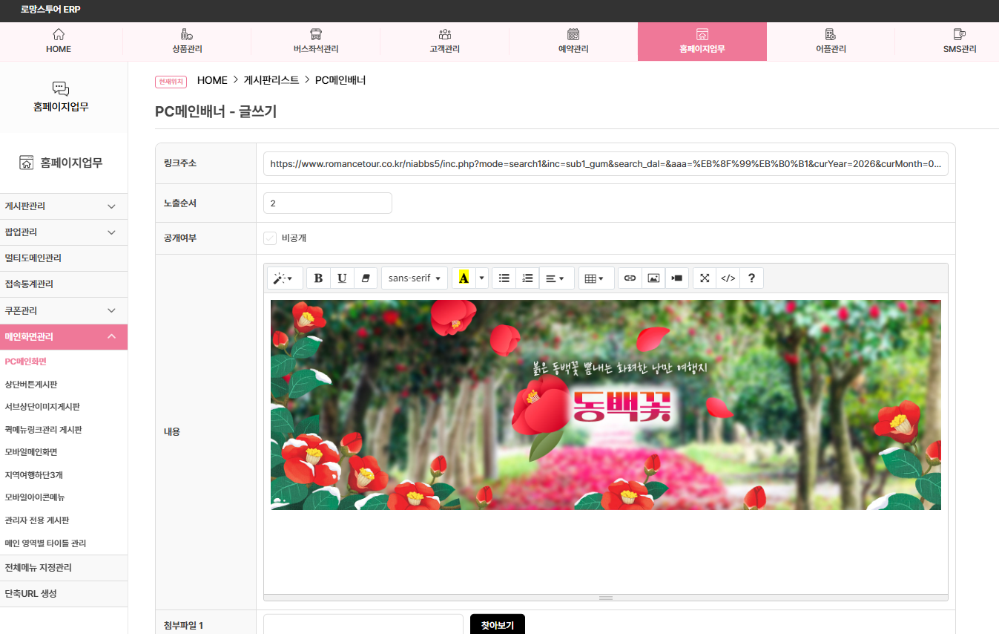 로망스투어 ERP
HOME
상품관리
버스좌석관리
고객관리
예약관리
홈페이지업무
어플관리
SMS관리
홈페이지업무
홈페이지업무
게시판관리
팝업관리
멀티도메인관리
접속통계관리
쿠폰관리
메인화면관리
PC메인화면
상단버튼게시판
서브상단이미지게시판
퀵메뉴링크관리 게시판
모바일메인화면
지역여행하단3개
모바일아이콘메뉴
관리자 전용 게시판
메인 영역별 타이틀 관리
전체메뉴 지정관리
단축URL 생성
현재위치 HOME > 게시판리스트 > PC메인배너
PC메인배너 - 글쓰기
링크주소
https://www.romancetour.co.kr/niabbs5/inc.php?mode=search1&inc=sub1_gum&search_dal=&aaa=%EB%8F%99%EB%B0%B1&curYear=2026&curMonth=0...
노출순서
2
공개여부
비공개
내용
B U sans-serif A </> ?
붉은 동백꽃 뽐내는 화려한 낭만 여행지
동백꽃
첨부파일 1
찾아보기